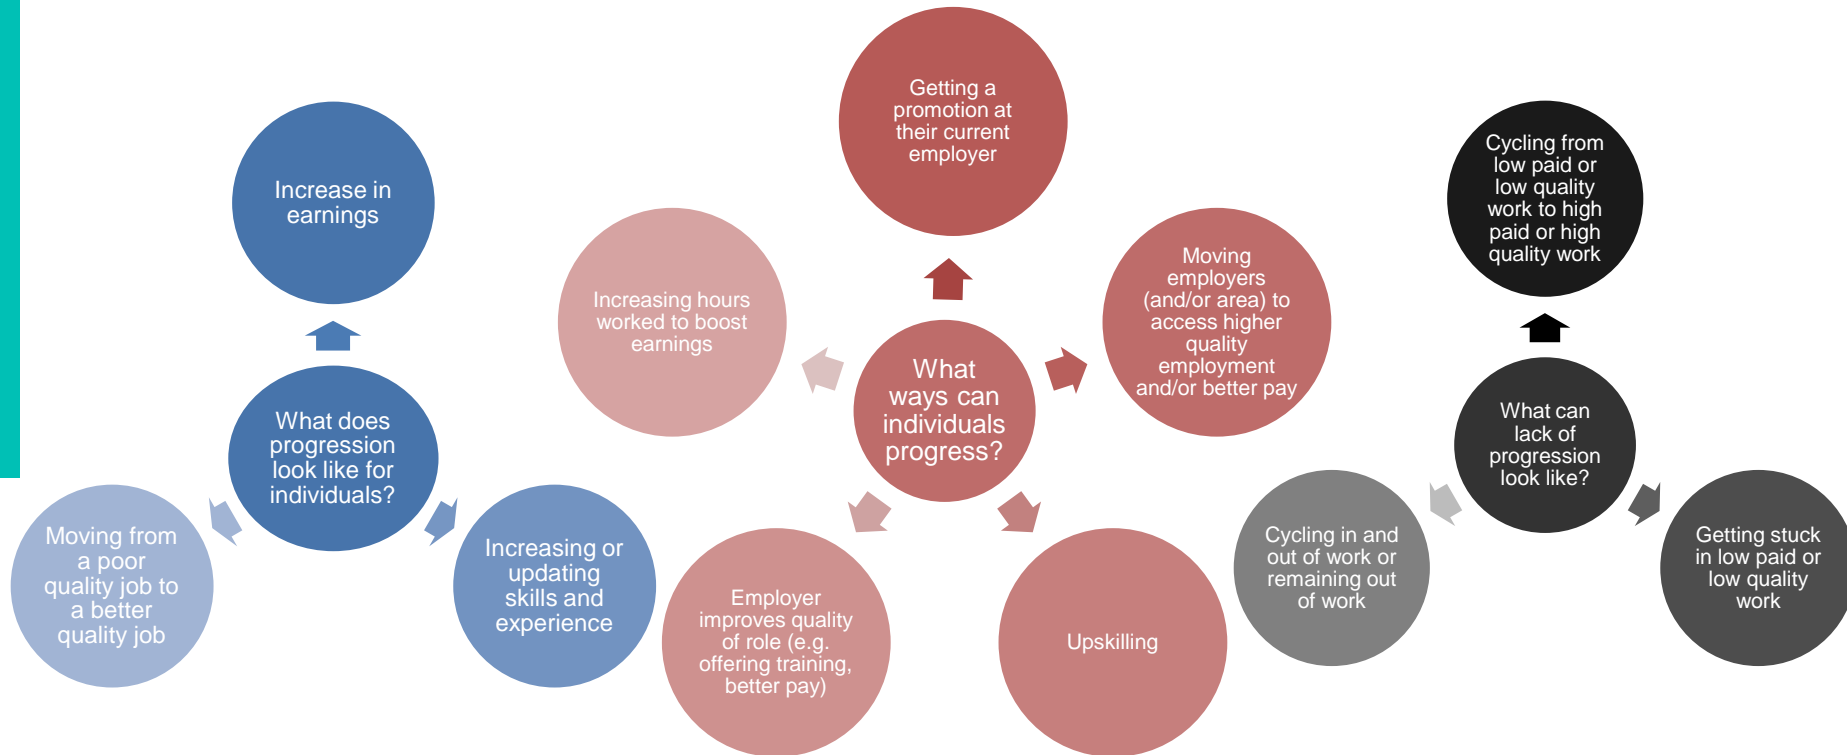 Increase in
earnings
What does
progression
look like for
individuals?
Moving from
a poor
quality job to
a better
quality job
Increasing or
updating
skills and
experience
Getting a
promotion at
their current
employer
Increasing hours
worked to boost
earnings
Moving
employers
(and/or area) to
access higher
quality
employment
and/or better pay
What
ways can
individuals
progress?
Employer
improves quality
of role (e.g.
offering training,
better pay)
Upskilling
Cycling from
low paid or
low quality
work to high
paid or high
quality work
What can
lack of
progression
look like?
Cycling in and
out of work or
remaining out
of work
Getting stuck
in low paid or
low quality
work